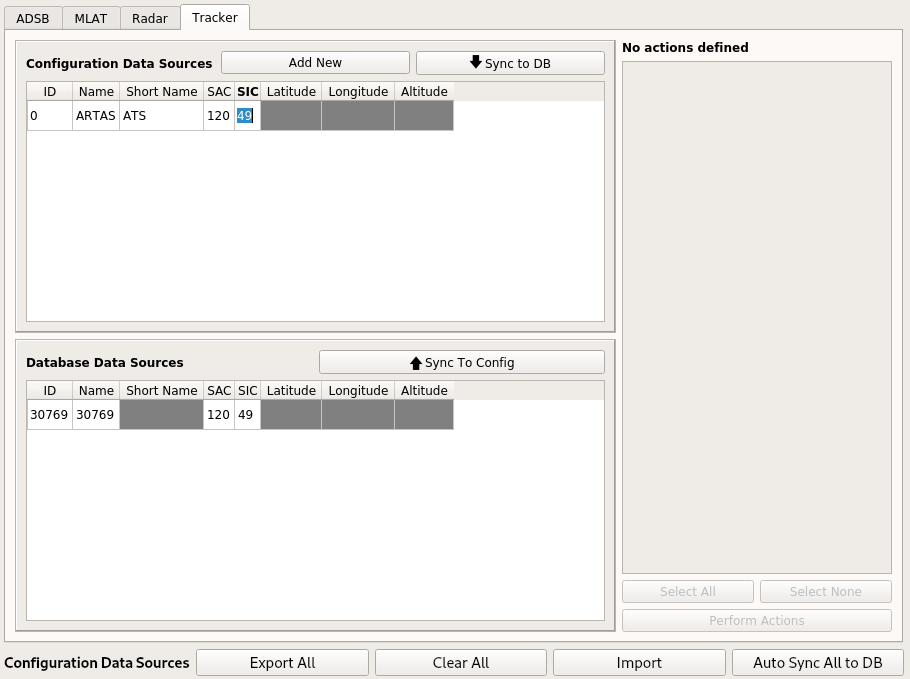 ADSB MLAT Radar Tracker
Configuration Data Sources Add New Sync to DB
ID Name Short Name SAC SIC Latitude Longitude Altitude
0 ARTAS ATS 120 49
Database Data Sources Sync To Config
ID Name Short Name SAC SIC Latitude Longitude Altitude
30769 30769 120 49
No actions defined
Select All Select None
Perform Actions
Configuration Data Sources Export All Clear All Import Auto Sync All to DB